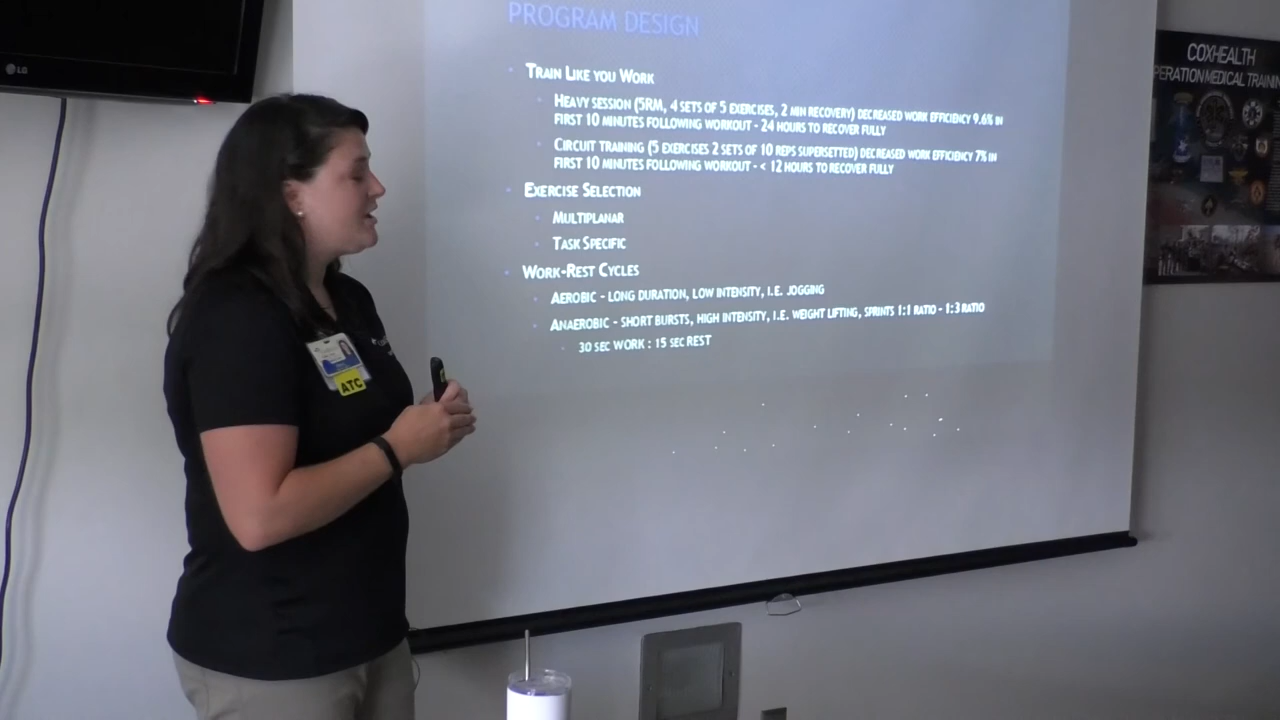 LG
PROGRAM DESIGN
TRAIN LIKE YOU WORK
HEAVY SESSION (5RM, 4 SETS OF 5 EXERCISES, 2 MIN RECOVERY) DECREASED WORK EFFICIENCY 9.6% IN
FIRST 10 MINUTES FOLLOWING WORKOUT - 24 HOURS TO RECOVER FULLY
CIRCUIT TRAINING (5 EXERCISES 2 SETS OF 10 REPS SUPERSETTED) DECREASED WORK EFFICIENCY 7% IN
FIRST 10 MINUTES FOLLOWING WORKOUT - < 12 HOURS TO RECOVER FULLY
EXERCISE SELECTION
MULTIPLANAR
TASK SPECIFIC
WORK-REST CYCLES
AEROBIC - LONG DURATION, LOW INTENSITY, I.E. JOGGING
ANAEROBIC - SHORT BURSTS, HIGH INTENSITY, I.E. WEIGHT LIFTING, SPRINTS 1:1 RATIO - 1:3 RATIO
30 SEC WORK : 15 SEC REST
COXHEALTH
PERATION MEDICAL TRAININ
ATC